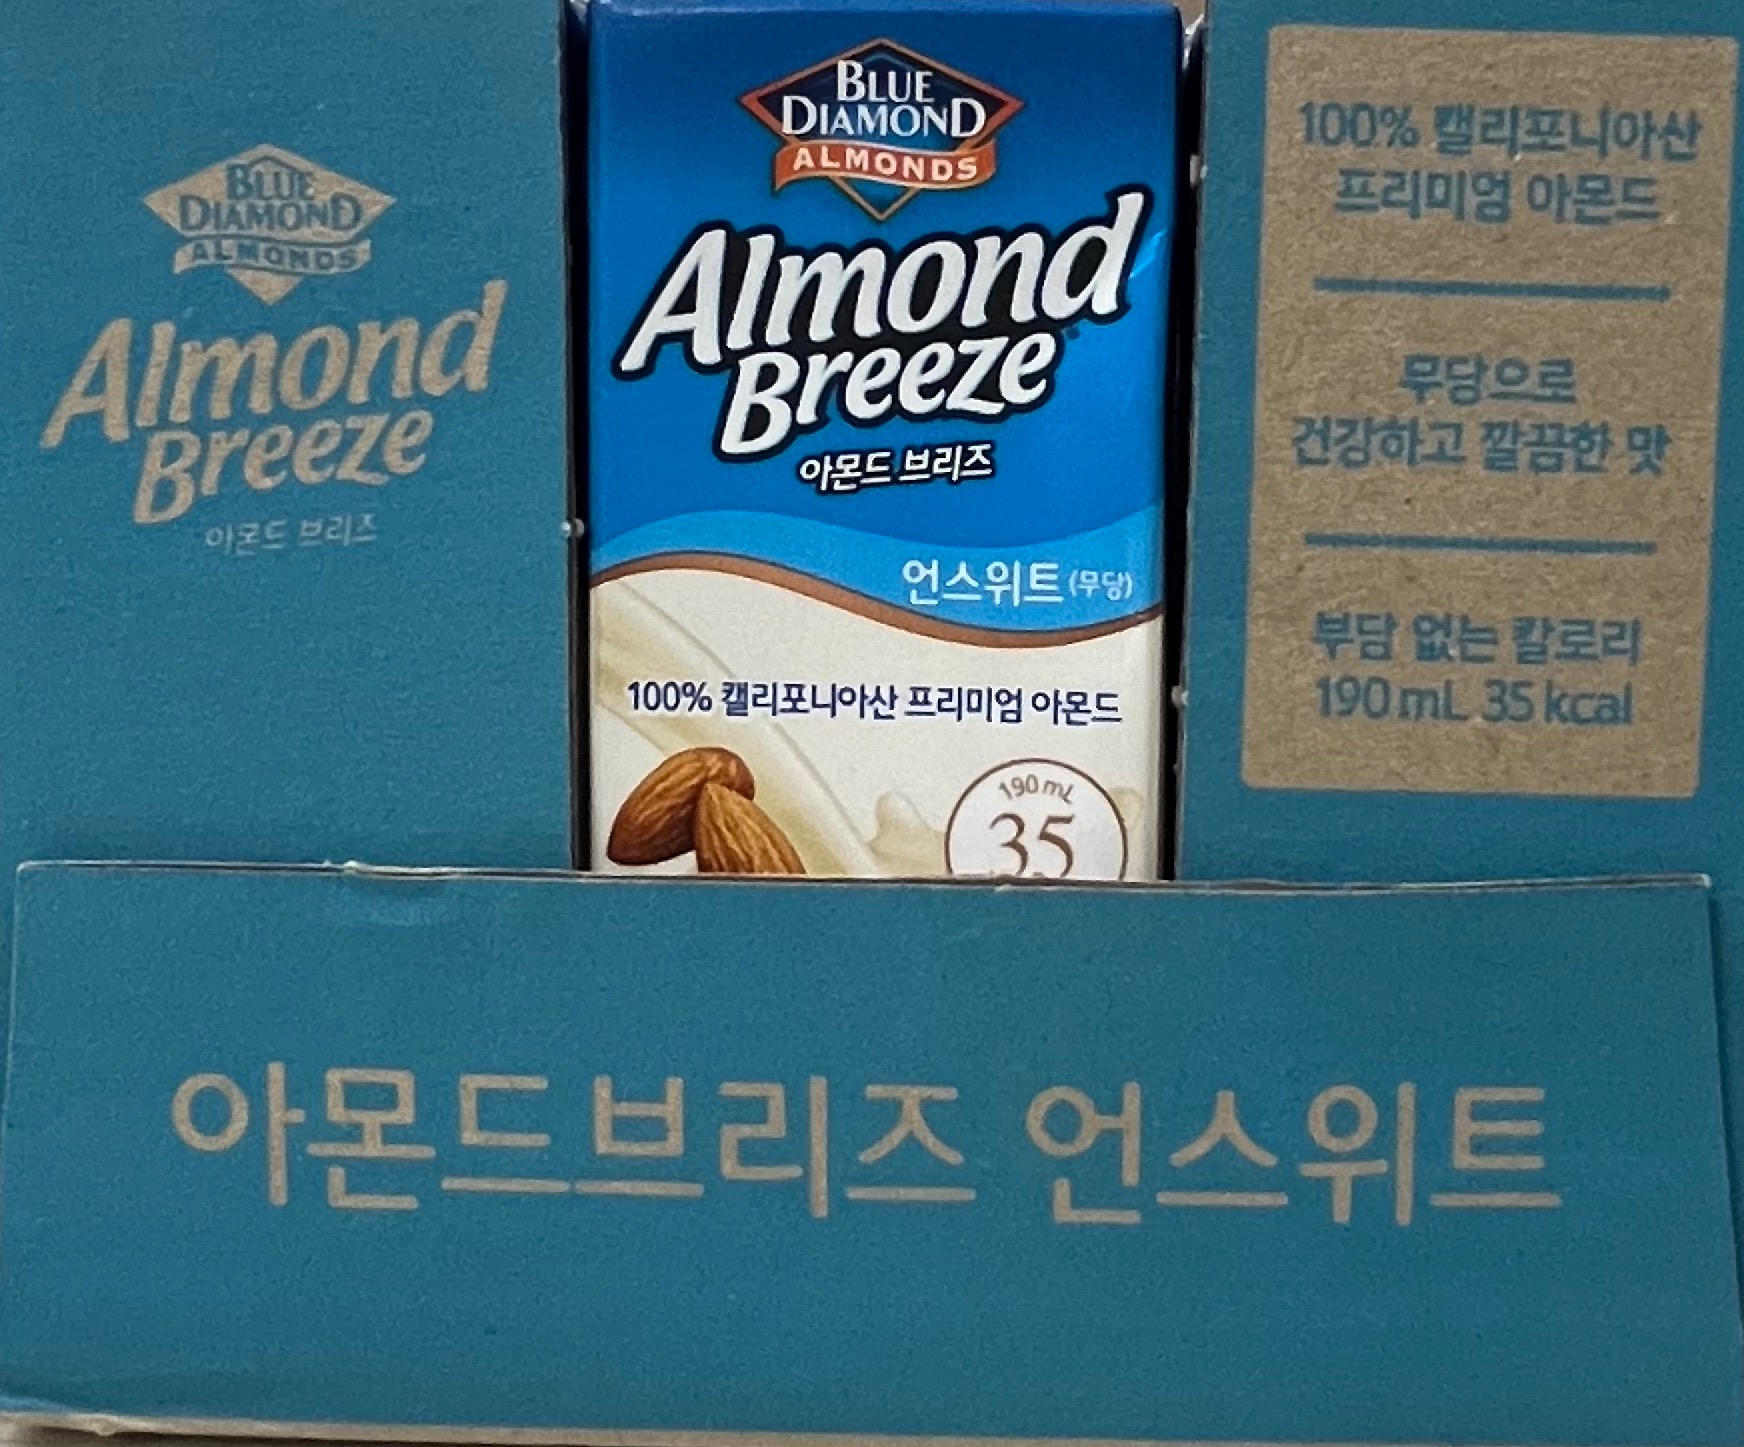 BLUE
DIAMOND
ALMONDS
Almond
Breeze
아몬드 브리즈
BLUE
DIAMOND
ALMONDS
Almond
Breeze
아몬드 브리즈
언스위트 (무당)
100% 캘리포니아산 프리미엄 아몬드
190 mL
35
100% 캘리포니아산
프리미엄 아몬드
무당으로
건강하고 깔끔한 맛
부담 없는 칼로리
190 mL 35 kcal
아몬드브리즈 언스위트